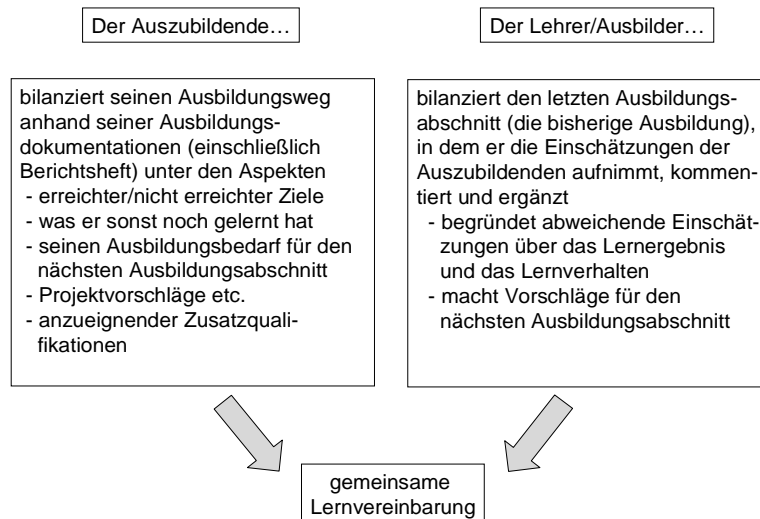 Der Auszubildende…
bilanziert seinen Ausbildungsweg
anhand seiner Ausbildungs-
dokumentationen (einschließlich
Berichtsheft) unter den Aspekten
- erreichter/nicht erreichter Ziele
- was er sonst noch gelernt hat
- seinen Ausbildungsbedarf für den
nächsten Ausbildungsabschnitt
- Projektvorschläge etc.
- anzueignender Zusatzquali-
fikationen
Der Lehrer/Ausbilder…
bilanziert den letzten Ausbildungs-
abschnitt (die bisherige Ausbildung),
in dem er die Einschätzungen der
Auszubildenden aufnimmt, kommen-
tiert und ergänzt
- begründet abweichende Einschät-
zungen über das Lernergebnis
und das Lernverhalten
- macht Vorschläge für den
nächsten Ausbildungsabschnitt
gemeinsame
Lernvereinbarung